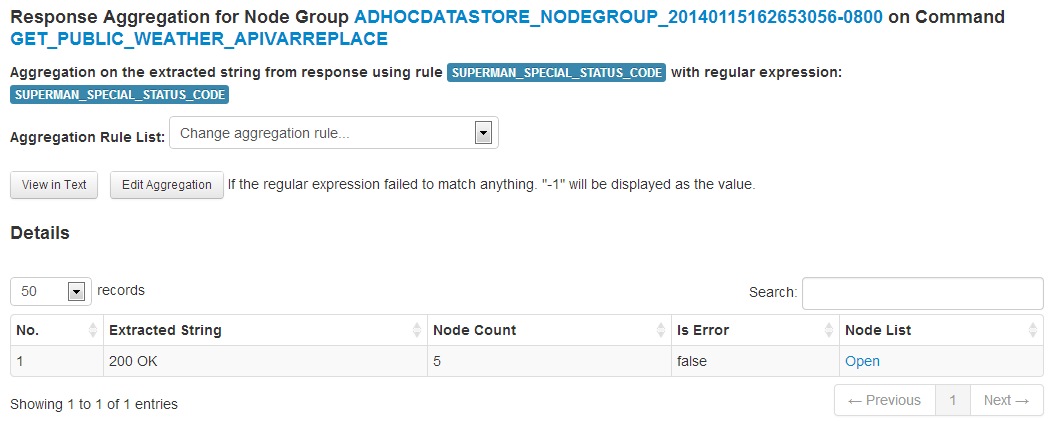 Response Aggregation for Node Group ADHOCDATASTORE_NODEGROUP_20140115162653056-0800 on Command
GET_PUBLIC_WEATHER_APIVARREPLACE
Aggregation on the extracted string from response using rule SUPERMAN_SPECIAL_STATUS_CODE with regular expression:
SUPERMAN_SPECIAL_STATUS_CODE
Aggregation Rule List: Change aggregation rule...
View in Text Edit Aggregation If the regular expression failed to match anything. "-1" will be displayed as the value.
Details
50 records Search:
No. Extracted String Node Count Is Error Node List
1 200 OK 5 false Open
Showing 1 to 1 of 1 entries ← Previous 1 Next →